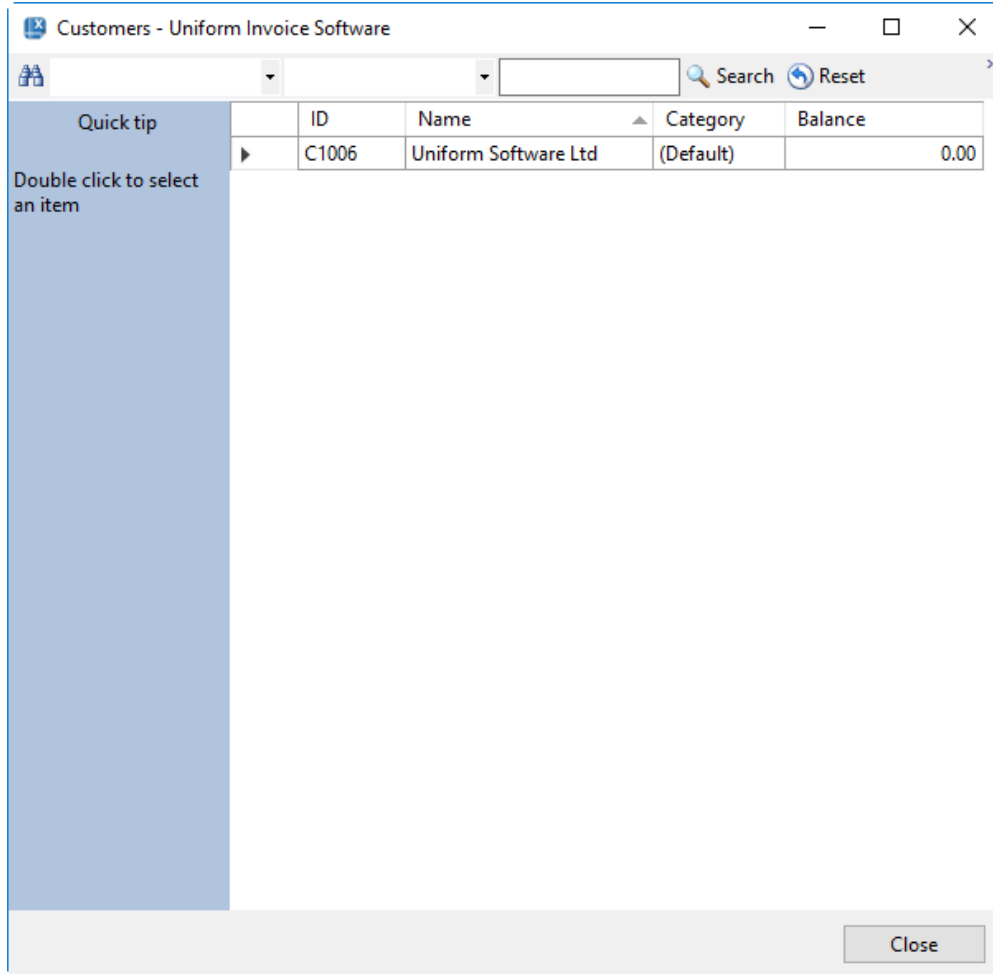 Customers - Uniform Invoice Software
Search Reset
Quick tip
Double click to select
an item
ID Name Category Balance
C1006 Uniform Software Ltd (Default) 0.00
Close